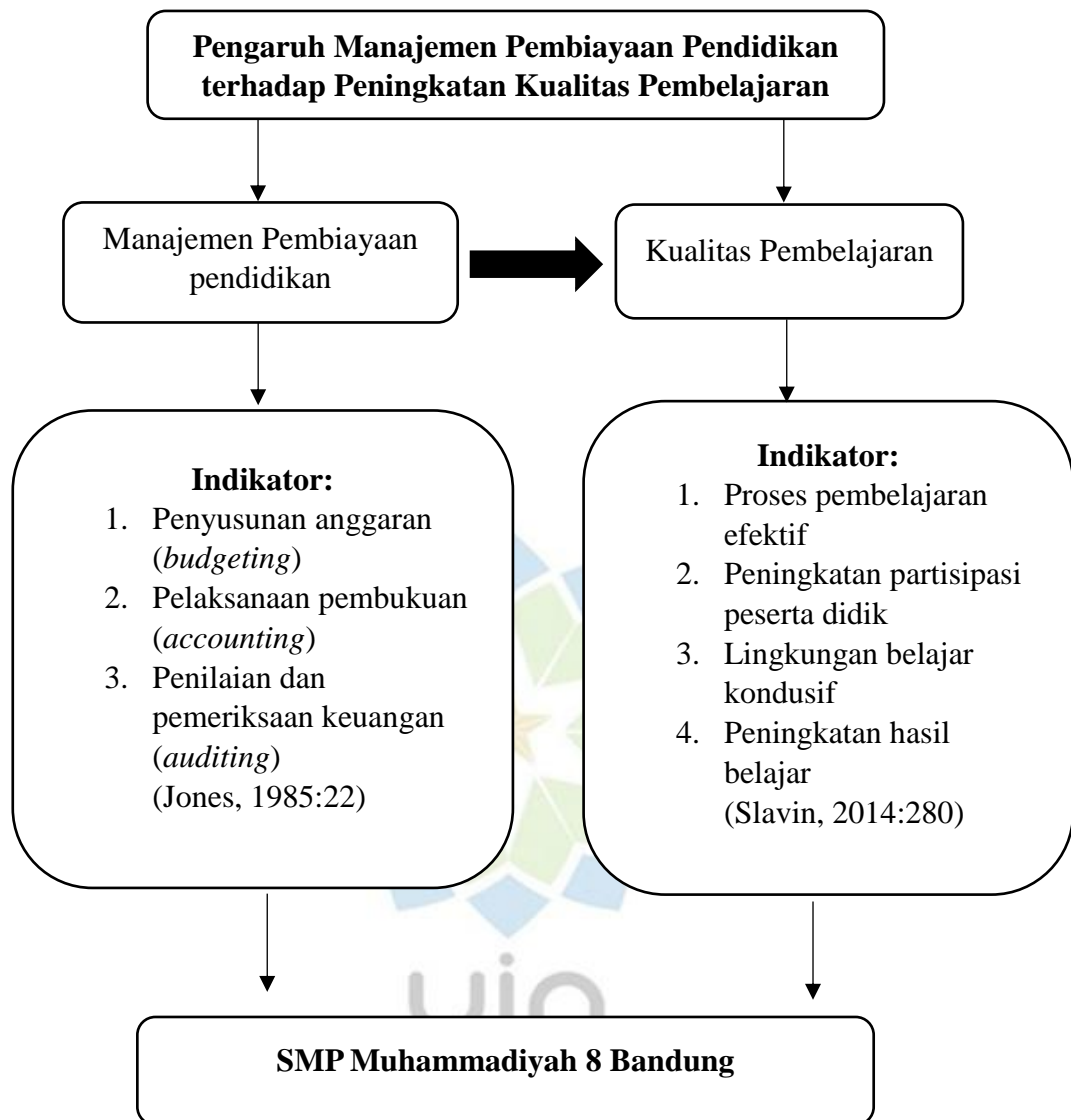 Pengaruh Manajemen Pembiayaan Pendidikan
terhadap Peningkatan Kualitas Pembelajaran
Manajemen Pembiayaan
pendidikan
Kualitas Pembelajaran
Indikator:
1. Penyusunan anggaran
(budgeting)
2. Pelaksanaan pembukuan
(accounting)
3. Penilaian dan
pemeriksaan keuangan
(auditing)
(Jones, 1985:22)
Indikator:
1. Proses pembelajaran
efektif
2. Peningkatan partisipasi
peserta didik
3. Lingkungan belajar
kondusif
4. Peningkatan hasil
belajar
(Slavin, 2014:280)
uin
SMP Muhammadiyah 8 Bandung